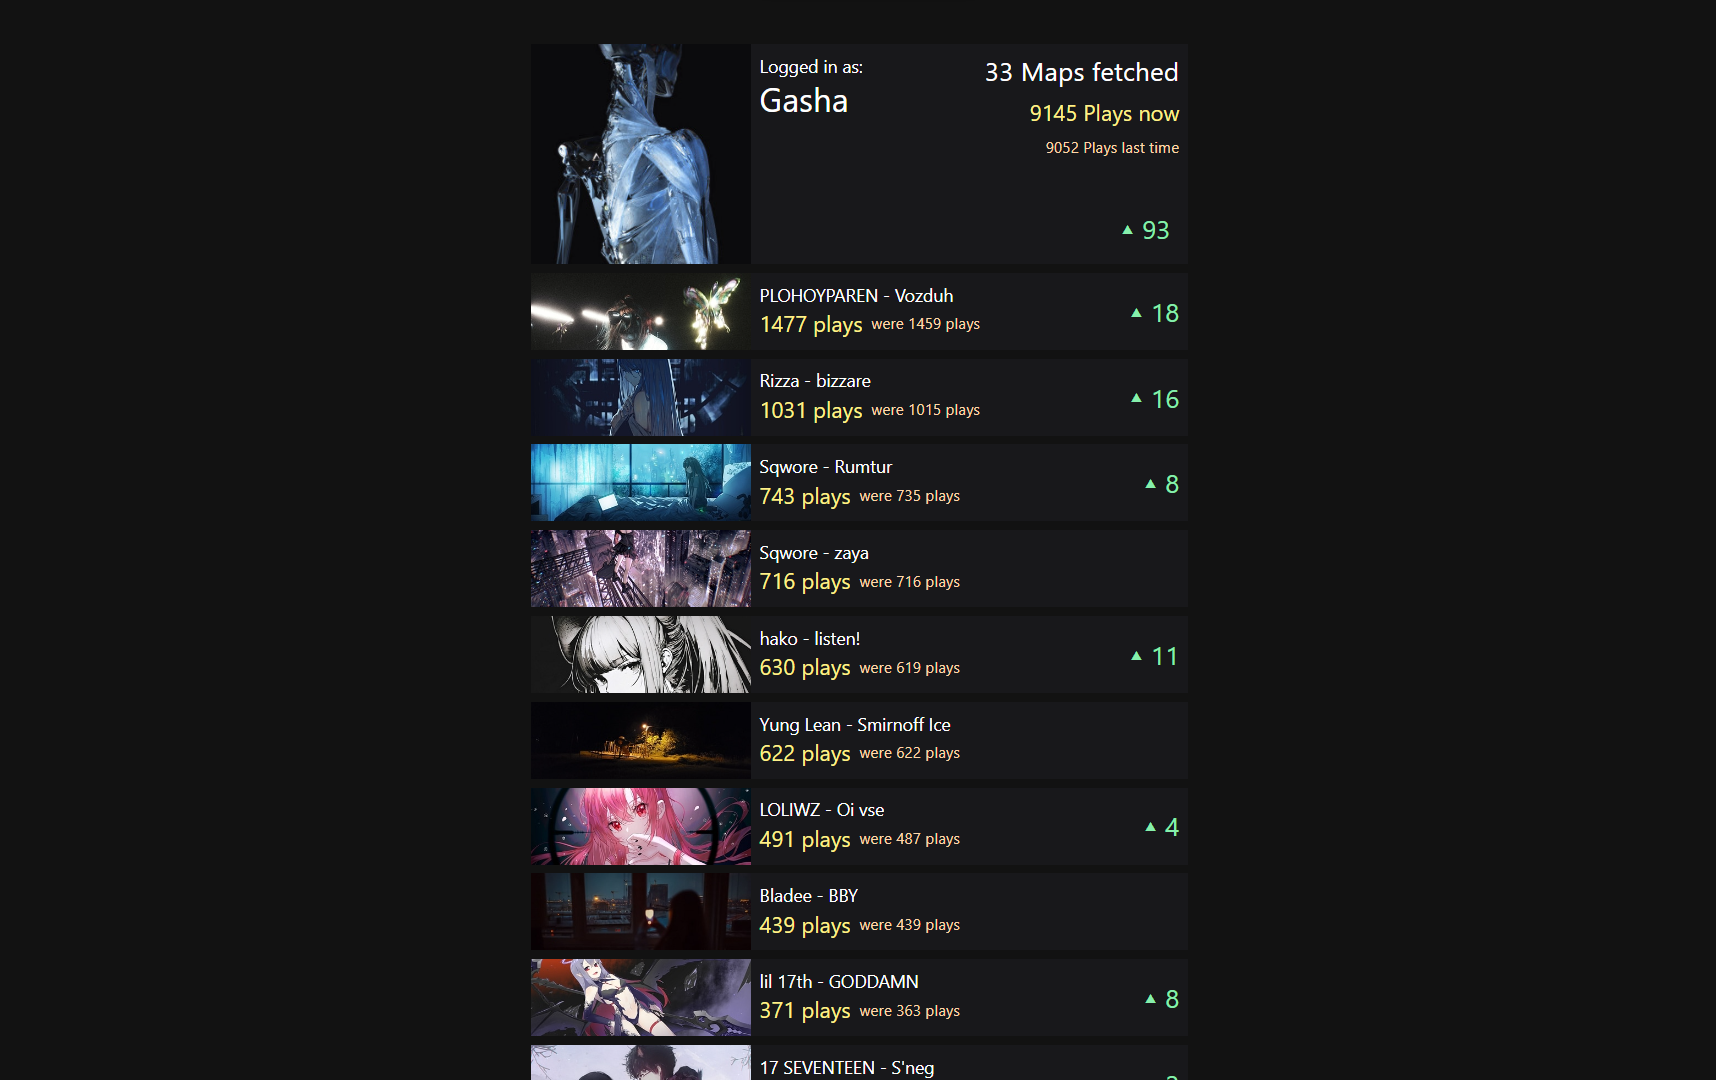 Logged in as:
Gasha
33 Maps fetched
9145 Plays now
9052 Plays last time
▲ 93
PLOHOYPAREN - Vozduh
1477 plays were 1459 plays
▲ 18
Rizza - bizzare
1031 plays were 1015 plays
▲ 16
Sqwore - Rumtur
743 plays were 735 plays
▲ 8
Sqwore - zaya
716 plays were 716 plays
hako - listen!
630 plays were 619 plays
▲ 11
Yung Lean - Smirnoff Ice
622 plays were 622 plays
LOLIWZ - Oi vse
491 plays were 487 plays
▲ 4
Bladee - BBY
439 plays were 439 plays
lil 17th - GODDAMN
371 plays were 363 plays
▲ 8
17 SEVENTEEN - S'neg